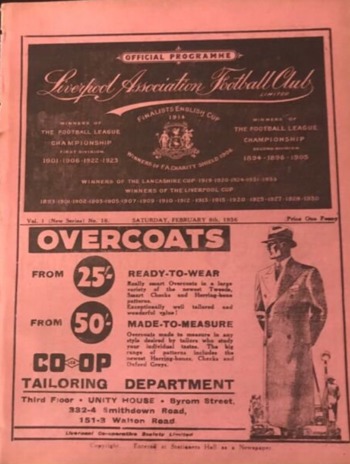 OFFICIAL PROGRAMME
Liverpool Association Football Club
LIMITED
FINALISTS ENGLISH CUP
1914
WINNERS OF
THE FOOTBALL LEAGUE
CHAMPIONSHIP
FIRST DIVISION
1901-1906-1922-1923
WINNERS OF
THE FOOTBALL LEAGUE
CHAMPIONSHIP
SECOND DIVISION
1894-1896-1905
WINNERS OF F.A. CHARITY SHIELD 1906
WINNERS OF THE LANCASHIRE CUP
WINNERS OF THE LIVERPOOL CUP
Vol. 1 (New Series) No. 16.
SATURDAY, FEBRUARY 8th, 1936
Price One Penny
OVERCOATS
FROM 25/-
READY-TO-WEAR
Really smart Overcoats in a large
variety of the newest Tweeds,
Smart Checks and Herring-bone
patterns.
Exceptionally well tailored and
wonderful value!
FROM 50/-
MADE-TO-MEASURE
Overcoats made to measure in any
style desired by tailors who study
your individual tastes. The big
range of patterns includes the
newest Herring-bones, Checks and
Oxford Greys.
CO-OP
TAILORING DEPARTMENT
Third Floor · UNITY HOUSE · Byrom Street,
332-4 Smithdown Road,
151-3 Walton Road.
Liverpool Co-operative Society Limited
Copyright. Entered at Stationers Hall as a Newspaper.